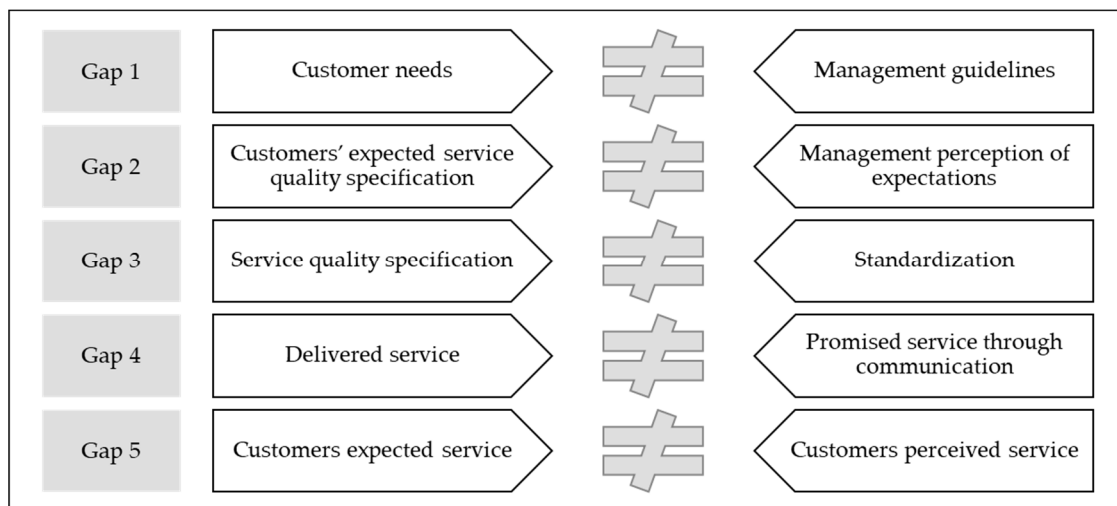 Gap 1
Customer needs
Management guidelines
Gap 2
Customers’ expected service
quality specification
Management perception of
expectations
Gap 3
Service quality specification
Standardization
Gap 4
Delivered service
Promised service through
communication
Gap 5
Customers expected service
Customers perceived service